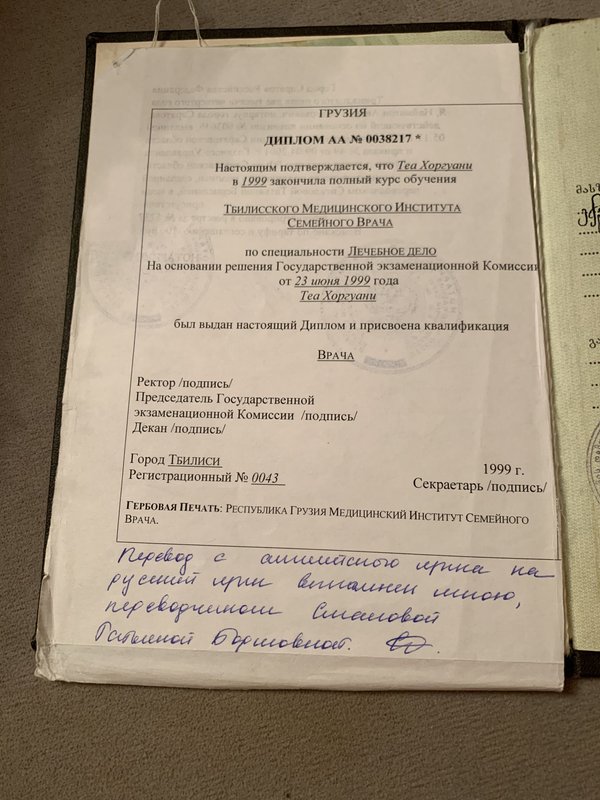 ГРУЗИЯ
ДИПЛОМ АА № 0038217 *
Настоящим подтверждается, что Теа Хоргуани
в 1999 закончила полный курс обучения
Тбилисского Медицинского Института
Семейного Врача
по специальности Лечебное дело
На основании решения Государственной экзаменационной Комиссии
от 23 июня 1999 года
Теа Хоргуани
был выдан настоящий Диплом и присвоена квалификация
Врача
Ректор /подпись/
Председатель Государственной
экзаменационной Комиссии /подпись/
Декан /подпись/
Город Тбилиси
1999 г.
Регистрационный № 0043
Секраетарь /подпись/
Гербовая Печать: Республика Грузия Медицинский Институт Семейного
Врача.
Перевод с английского языка на
русский язык выполнен мною,
переводчиком
Татьяной Борисовной.